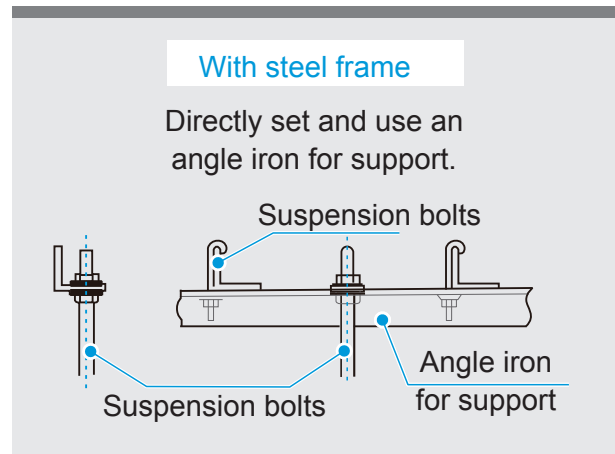 With steel frame
Directly set and use an
angle iron for support.
Suspension bolts
Suspension bolts
Angle iron
for support